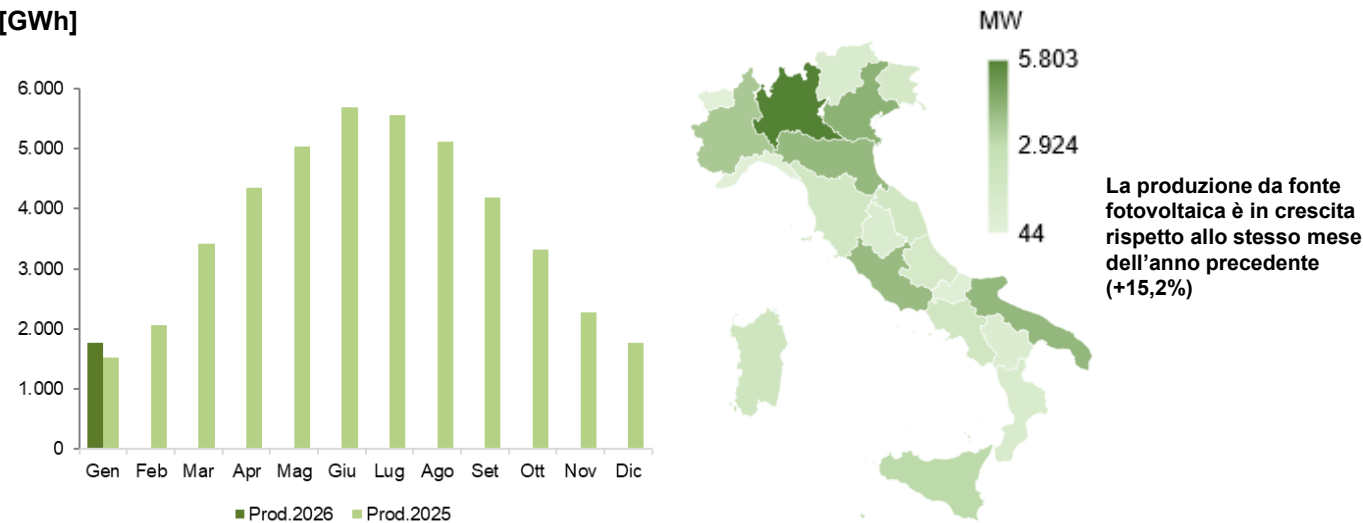 [GWh]
6.000
5.000
4.000
3.000
2.000
1.000
0
Gen Feb Mar Apr Mag Giu Lug Ago Set Ott Nov Dic
Prod.2026 Prod.2025
MW
5.803
2.924
44
La produzione da fonte
fotovoltaica è in crescita
rispetto allo stesso mese
dell’anno precedente
(+15,2%)